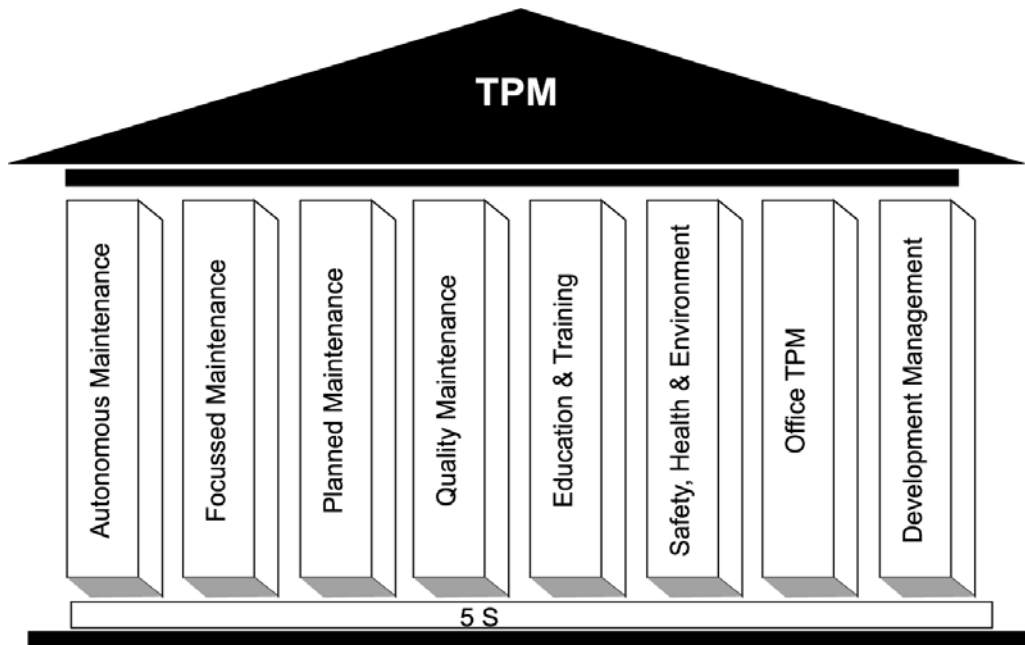 TPM
Autonomous Maintenance
Focussed Maintenance
Planned Maintenance
Quality Maintenance
Education & Training
Safety, Health & Environment
Office TPM
Development Management
5 S